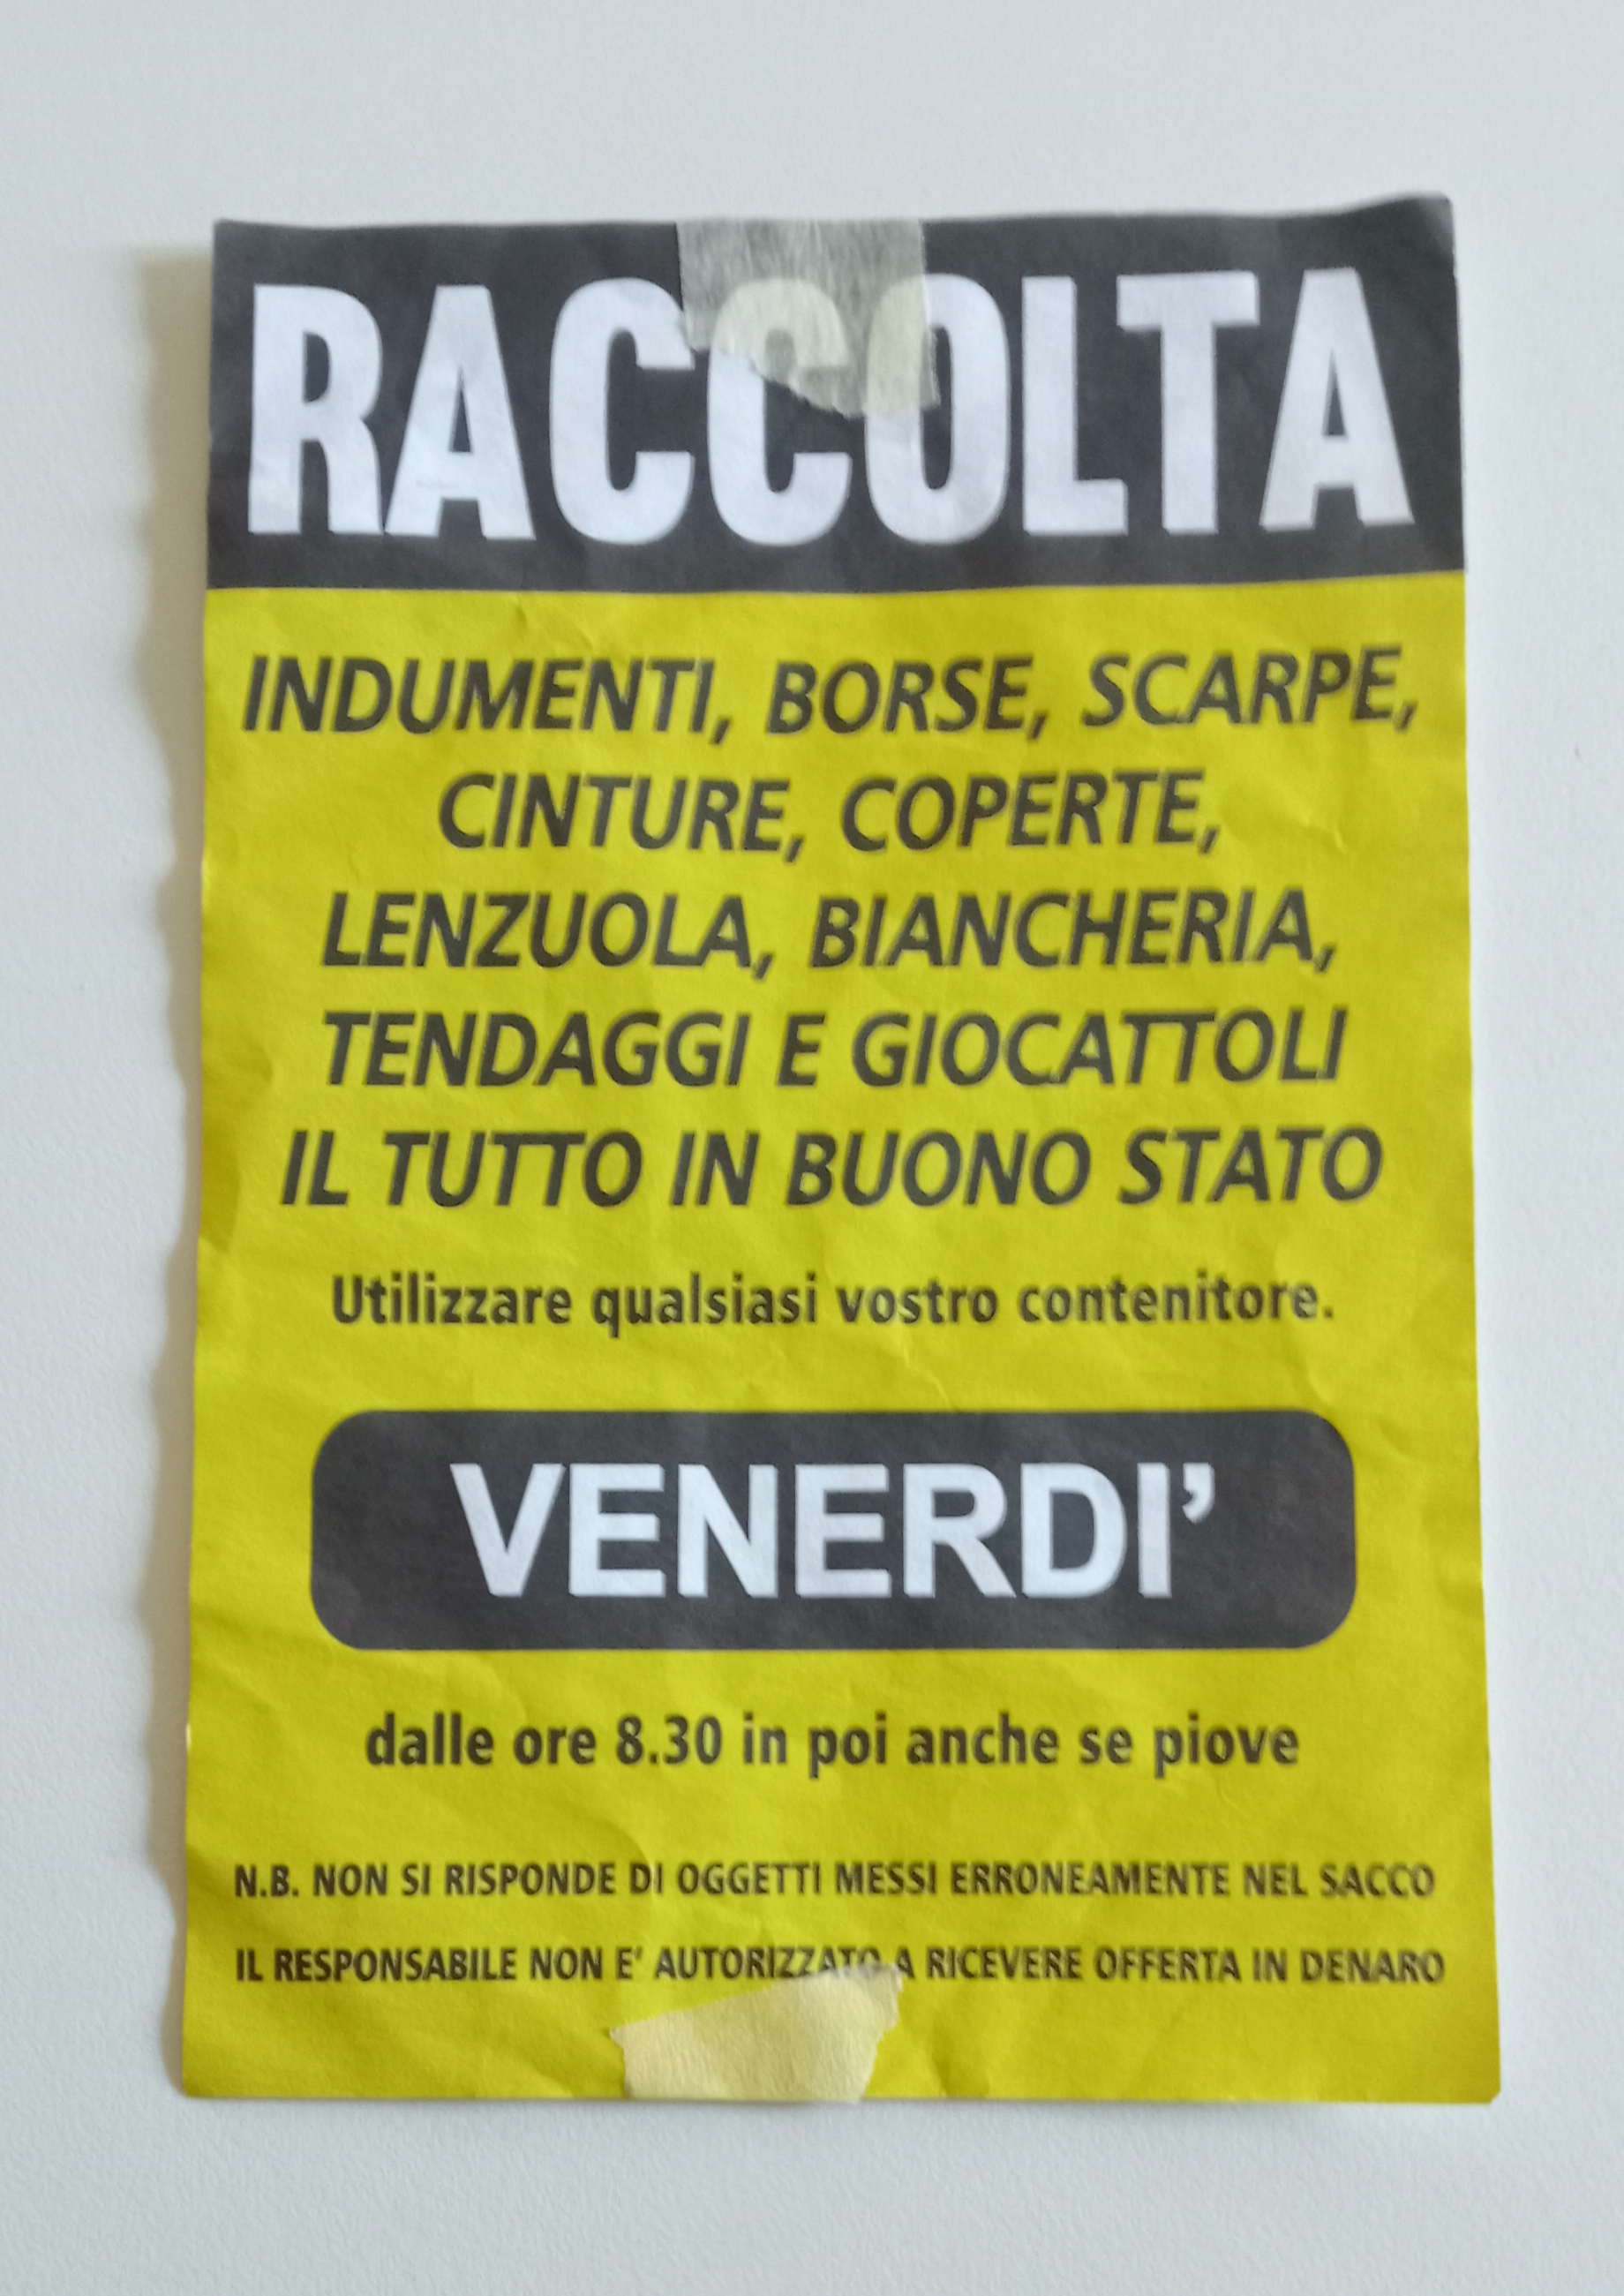 RACCOLTA
INDUMENTI, BORSE, SCARPE,
CINTURE, COPERTE,
LENZUOLA, BIANCHERIA,
TENDAGGI E GIOCATTOLI
IL TUTTO IN BUONO STATO
Utilizzare qualsiasi vostro contenitore.
VENERDI’
dalle ore 8.30 in poi anche se piove
N.B. NON SI RISPONDE DI OGGETTI MESSI ERRONEAMENTE NEL SACCO
IL RESPONSABILE NON E’ AUTORIZZATO A RICEVERE OFFERTA IN DENARO